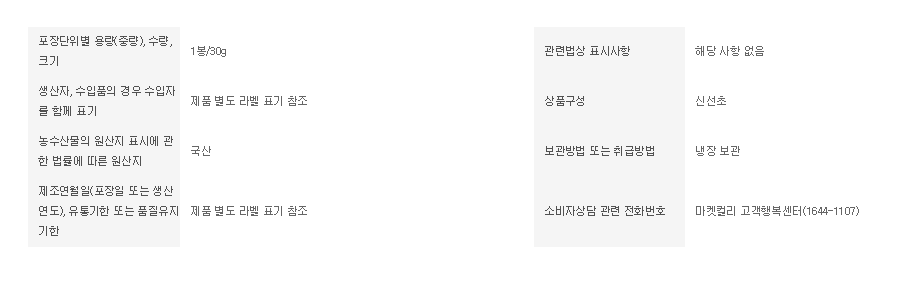 포장단위별 용량(중량), 수량,
크기
1봉/30g
관련법상 표시사항
해당 사항 없음
생산자, 수입품의 경우 수입자
를 함께 표기
제품 별도 라벨 표기 참조
상품구성
신선초
농수산물의 원산지 표시에 관
한 법률에 따른 원산지
국산
보관방법 또는 취급방법
냉장 보관
제조연월일(포장일 또는 생산
연도), 유통기한 또는 품질유지
기한
제품 별도 라벨 표기 참조
소비자상담 관련 전화번호
마켓컬리 고객행복센터(1644-1107)